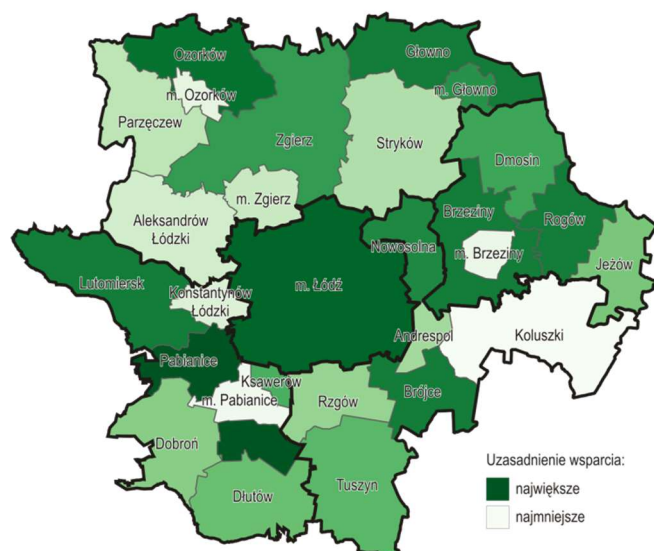 Ozorków
Głowno
m. Ozorków
m. Głowno
Parzęczew
Zgierz
Stryków
Dmosin
m. Zgierz
Aleksandrów
Łódzki
Brzeziny
Rogów
Nowosolna
m. Brzeziny
Jeżów
Lutomiersk
m. Łódź
Konstantynów
Łódzki
Andrespol
Koluszki
Pabianice
Ksawerów
m. Pabianice
Rzgów
Brójce
Dobroń
Dłutów
Tuszyn
Uzasadnienie wsparcia:
największe
najmniejsze